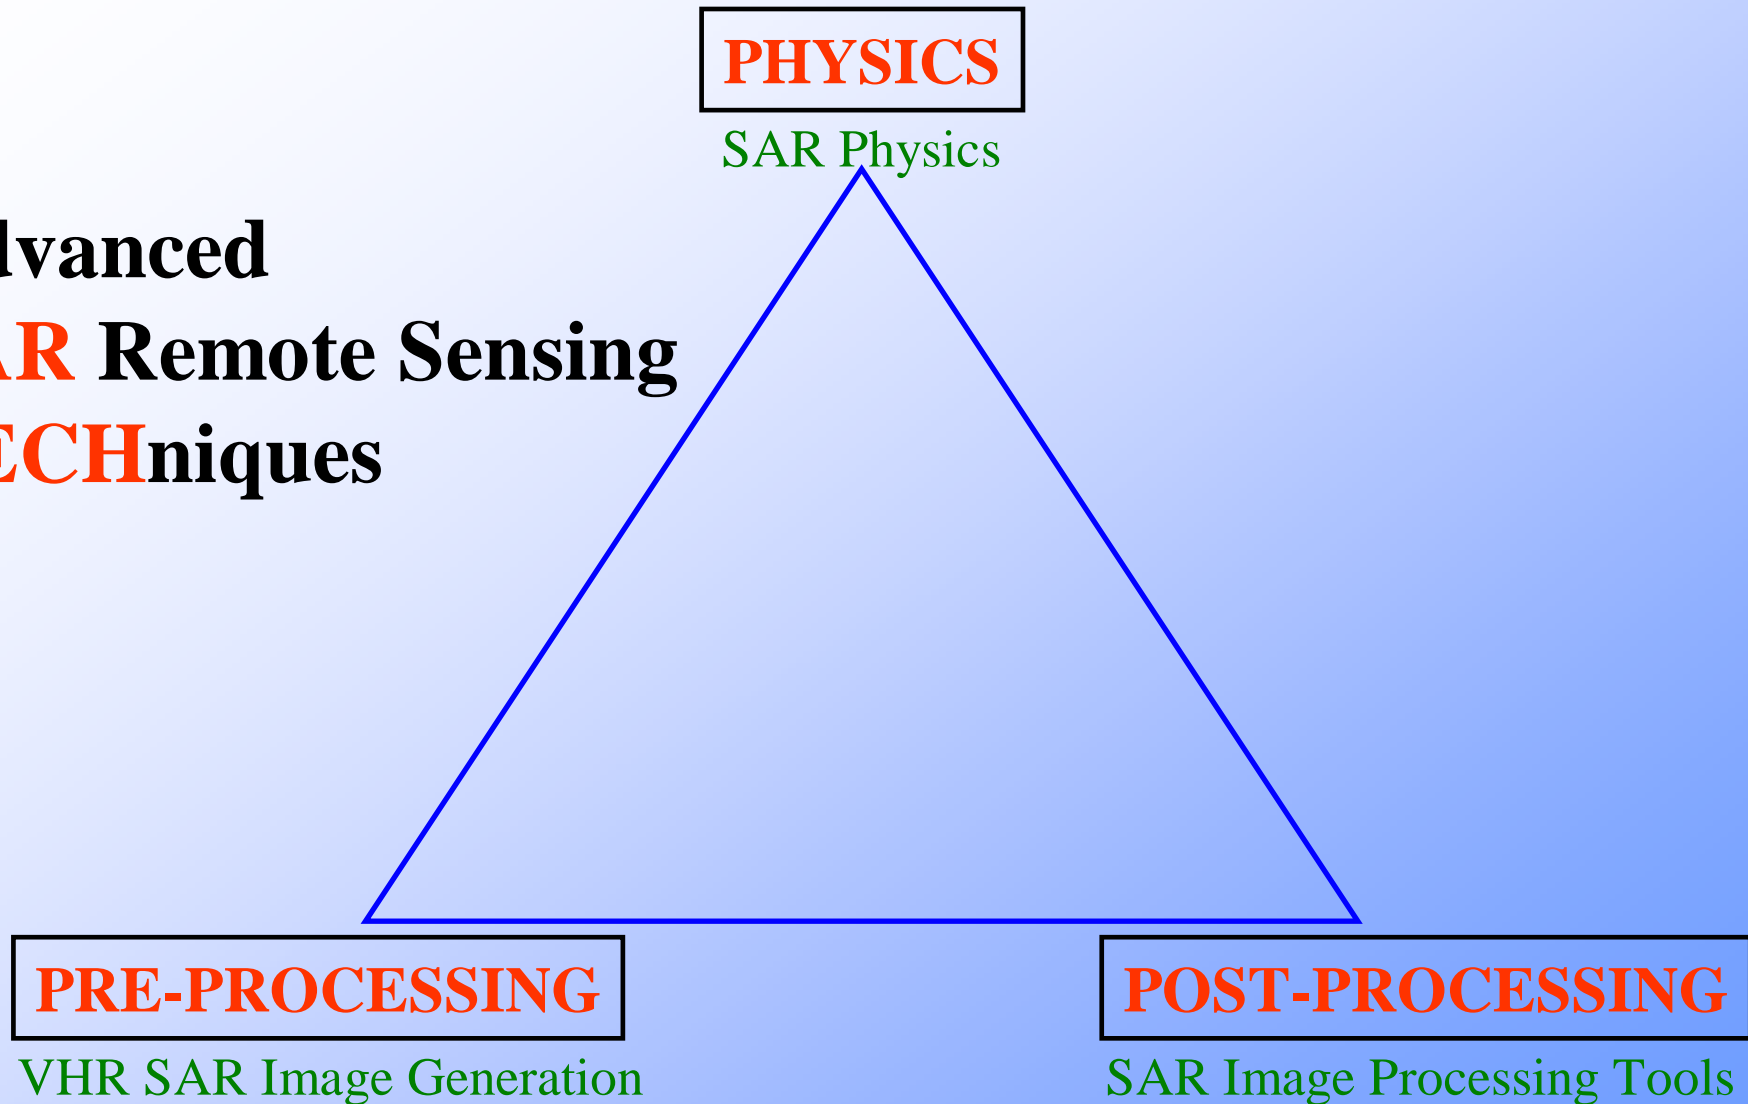 PHYSICS
SAR Physics
dvanced
AR Remote Sensing
ECHniques
PRE-PROCESSING
POST-PROCESSING
VHR SAR Image Generation
SAR Image Processing Tools